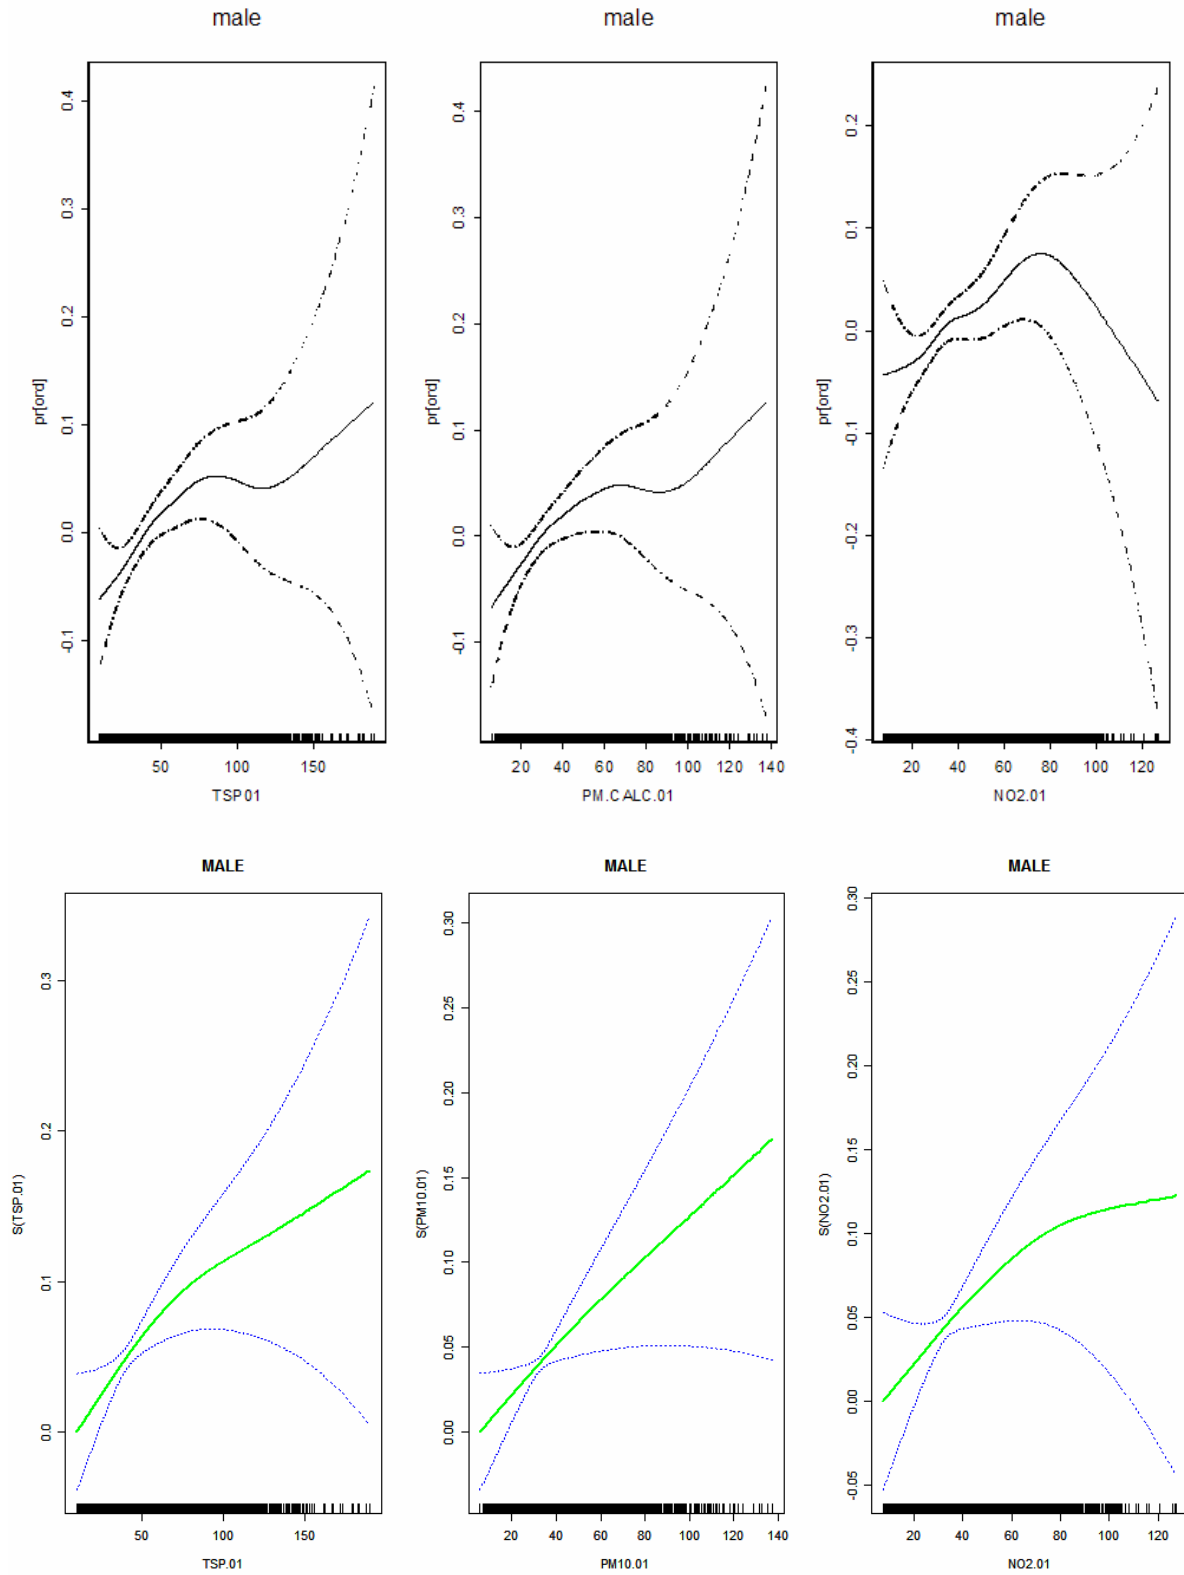 male male male
0.4
0.3
0.2
0.1
0.0
-0.1
pr[ord]
50 100 150
TSP01
0.4
0.3
0.2
0.1
0.0
-0.1
pr[ord]
20 40 60 80 100 120 140
PM.CALC.01
0.2
0.1
0.0
-0.1
-0.2
-0.3
-0.4
pr[ord]
20 40 60 80 100 120
NO2.01
MALE MALE MALE
0.3
0.2
0.1
0.0
S(TSP.01)
50 100 150
TSP.01
0.30
0.25
0.20
0.15
0.10
0.05
0.00
S(PM10.01)
20 40 60 80 100 120 140
PM10.01
0.30
0.25
0.20
0.15
0.10
0.05
0.00
-0.05
S(NO2.01)
20 40 60 80 100 120
NO2.01